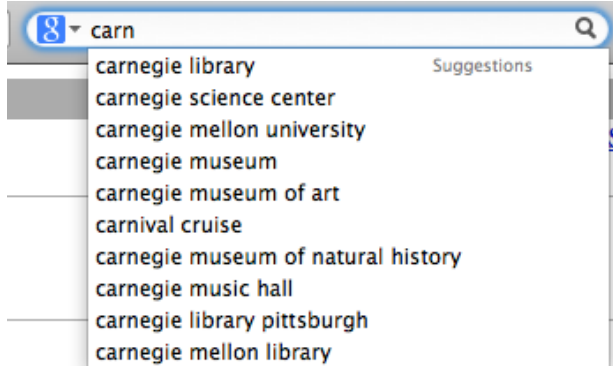 8 carn
carnegie library Suggestions
carnegie science center
carnegie mellon university
carnegie museum
carnegie museum of art
carnival cruise
carnegie museum of natural history
carnegie music hall
carnegie library pittsburgh
carnegie mellon library